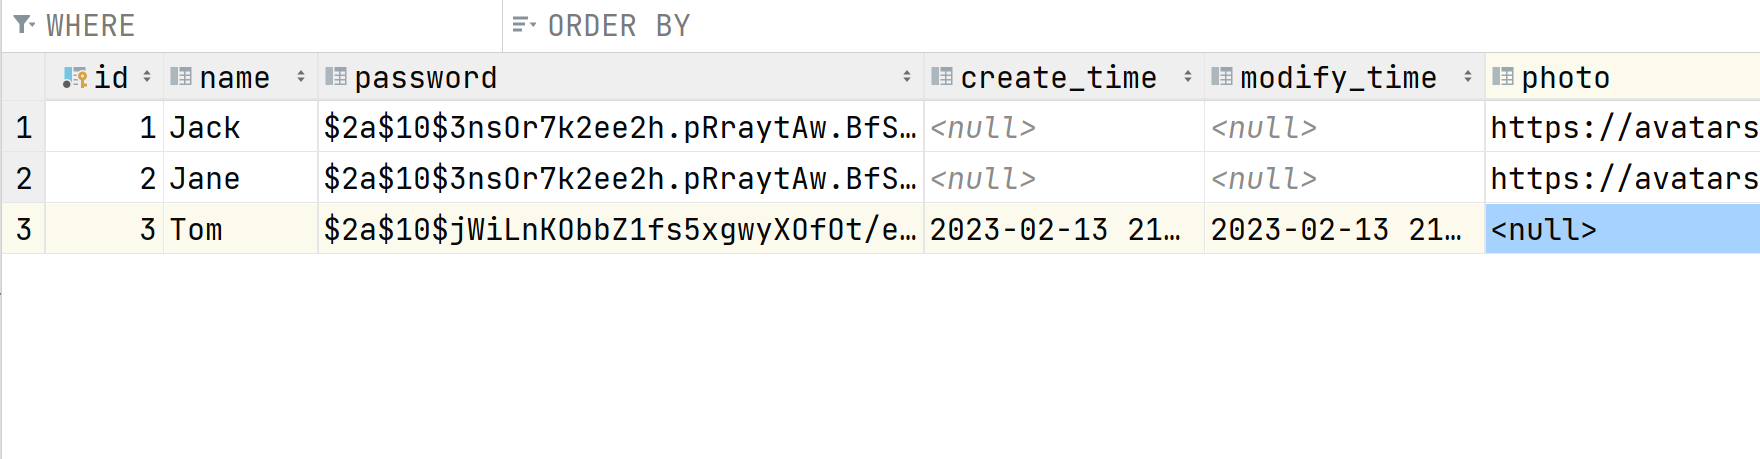 WHERE ORDER BY
id name password create_time modify_time photo
1 1 Jack $2a$10$3nsOr7k2ee2h.pRraytAw.BfS… <null> <null> https://avatars
2 2 Jane $2a$10$3nsOr7k2ee2h.pRraytAw.BfS… <null> <null> https://avatars
3 3 Tom $2a$10$jWiLnKObbZ1fs5xgwyXOfOt/e… 2023-02-13 21… 2023-02-13 21… <null>